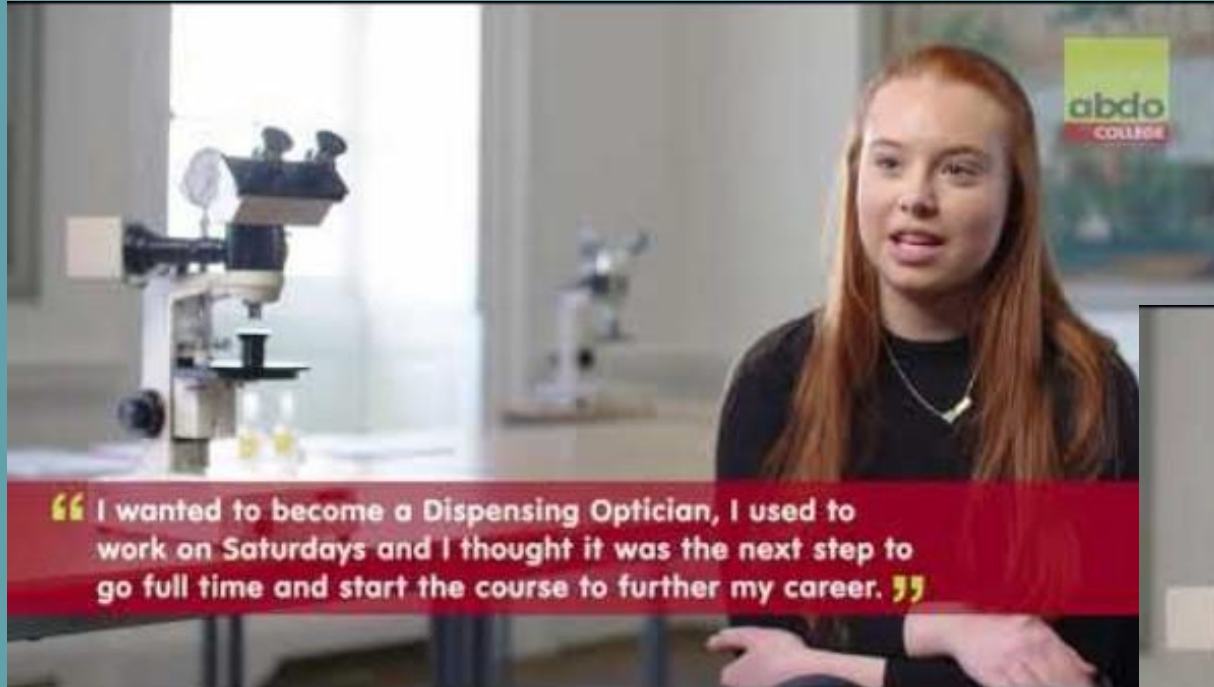 abdo
COLLEGE
“ I wanted to become a Dispensing Optician, I used to
work on Saturdays and I thought it was the next step to
go full time and start the course to further my career. ”